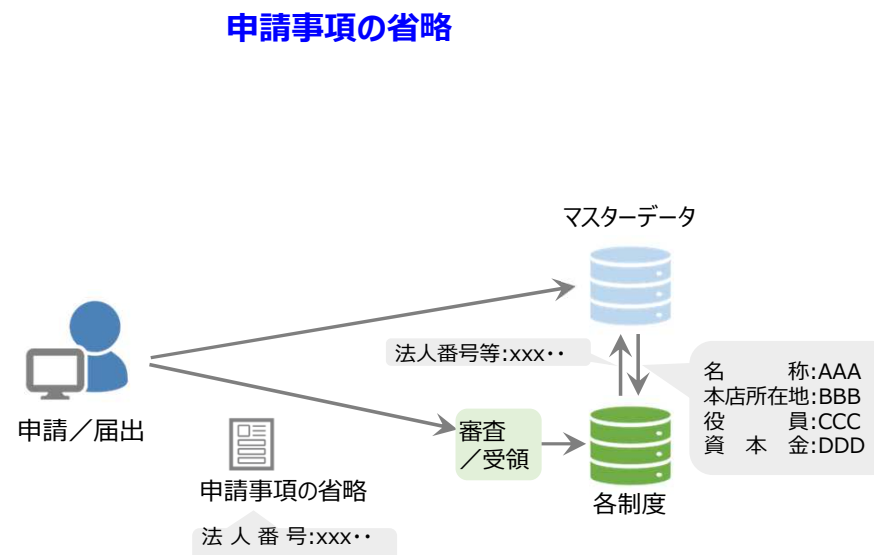 申請事項の省略
マスターデータ
法人番号等:xxx・・
名　　　称:AAA
本店所在地:BBB
役　　　員:CCC
資　本　金:DDD
申請／届出
審査
／受領
各制度
申請事項の省略
法 人 番 号:xxx・・